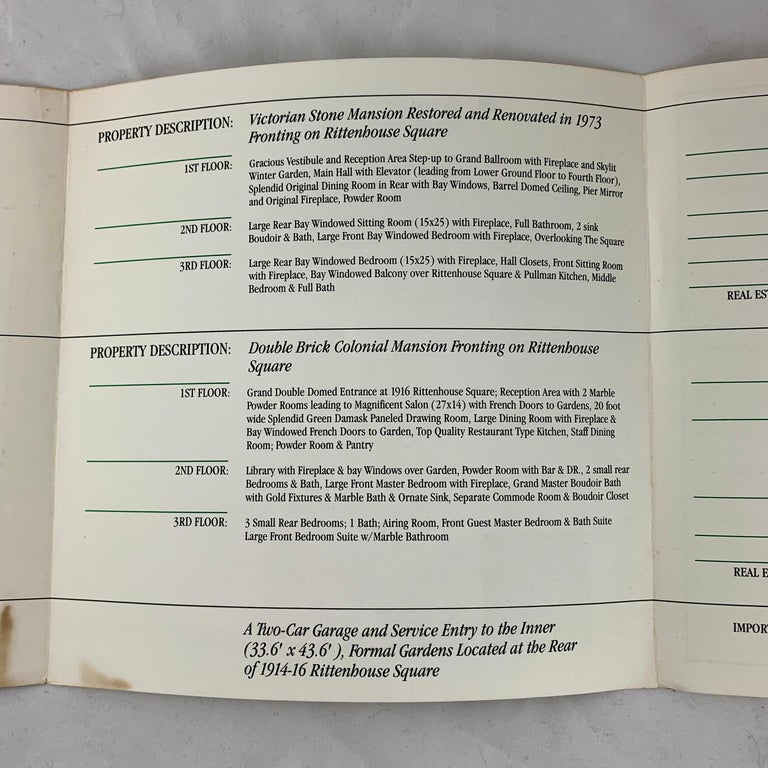 PROPERTY DESCRIPTION: Victorian Stone Mansion Restored and Renovated in 1973
Fronting on Rittenhouse Square
1ST FLOOR: Gracious Vestibule and Reception Area Step-up to Grand Ballroom with Fireplace and Skylit
Winter Garden, Main Hall with Elevator (leading from Lower Ground Floor to Fourth Floor),
Splendid Original Dining Room in Rear with Bay Windows, Barrel Domed Ceiling, Pier Mirror
and Original Fireplace, Powder Room
2ND FLOOR: Large Rear Bay Windowed Sitting Room (15x25) with Fireplace, Full Bathroom, 2 sink
Boudoir & Bath, Large Front Bay Windowed Bedroom with Fireplace, Overlooking The Square
3RD FLOOR: Large Rear Bay Windowed Bedroom (15x25) with Fireplace, Hall Closets, Front Sitting Room
with Fireplace, Bay Windowed Balcony over Rittenhouse Square & Pullman Kitchen, Middle
Bedroom & Full Bath
PROPERTY DESCRIPTION: Double Brick Colonial Mansion Fronting on Rittenhouse
Square
1ST FLOOR: Grand Double Domed Entrance at 1916 Rittenhouse Square; Reception Area with 2 Marble
Powder Rooms leading to Magnificent Salon (27x14) with French Doors to Gardens, 20 foot
wide Splendid Green Damask Paneled Drawing Room, Large Dining Room with Fireplace &
Bay Windowed French Doors to Garden, Top Quality Restaurant Type Kitchen, Staff Dining
Room; Powder Room & Pantry
2ND FLOOR: Library with Fireplace & bay Windows over Garden, Powder Room with Bar & DR., 2 small rear
Bedrooms & Bath, Large Front Master Bedroom with Fireplace, Grand Master Boudoir Bath
with Gold Fixtures & Marble Bath & Ornate Sink, Separate Commode Room & Boudoir Closet
3RD FLOOR: 3 Small Rear Bedrooms; 1 Bath; Airing Room, Front Guest Master Bedroom & Bath Suite
Large Front Bedroom Suite w/Marble Bathroom
A Two-Car Garage and Service Entry to the Inner
(33.6' x 43.6' ), Formal Gardens Located at the Rear
of 1914-16 Rittenhouse Square
REAL EST
REAL E
IMPOR